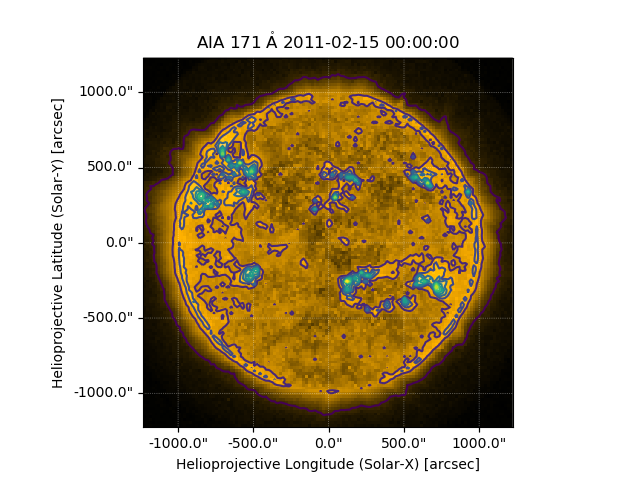 AIA 171 Å 2011-02-15 00:00:00
Helioprojective Latitude (Solar-Y) [arcsec]
1000.0"
500.0"
0.0"
-500.0"
-1000.0"
-1000.0" -500.0" 0.0" 500.0" 1000.0"
Helioprojective Longitude (Solar-X) [arcsec]